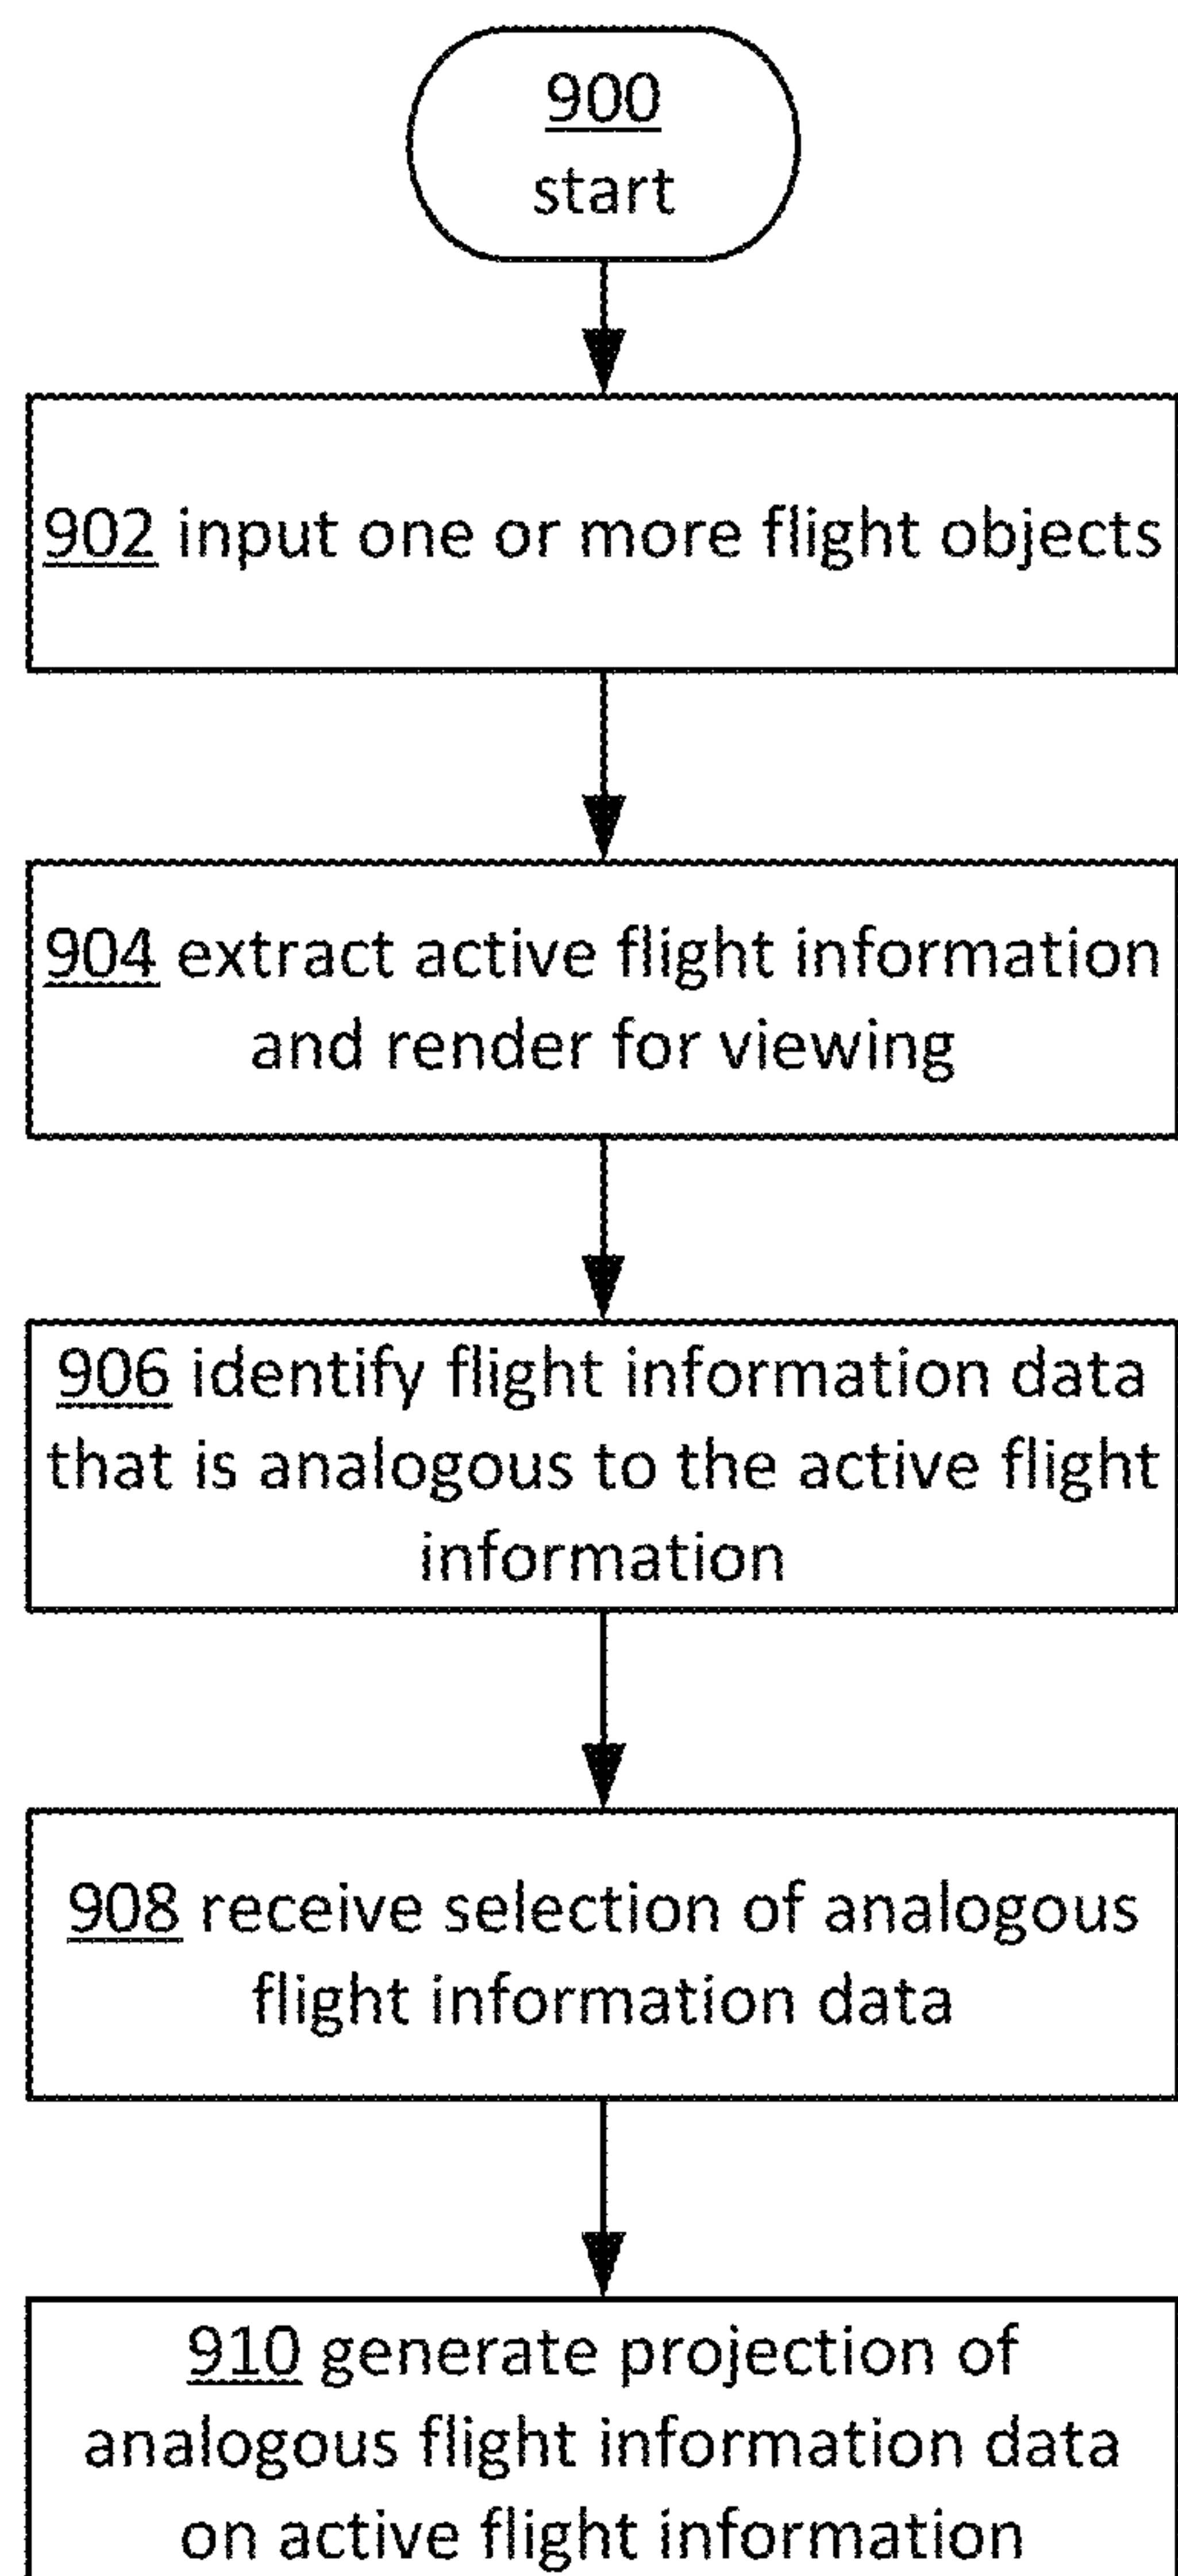 900
start
902 input one or more flight objects
904 extract active flight information
and render for viewing
906 identify flight information data
that is analogous to the active flight
information
908 receive selection of analogous
flight information data
910 generate projection of
analogous flight information data
on active flight information